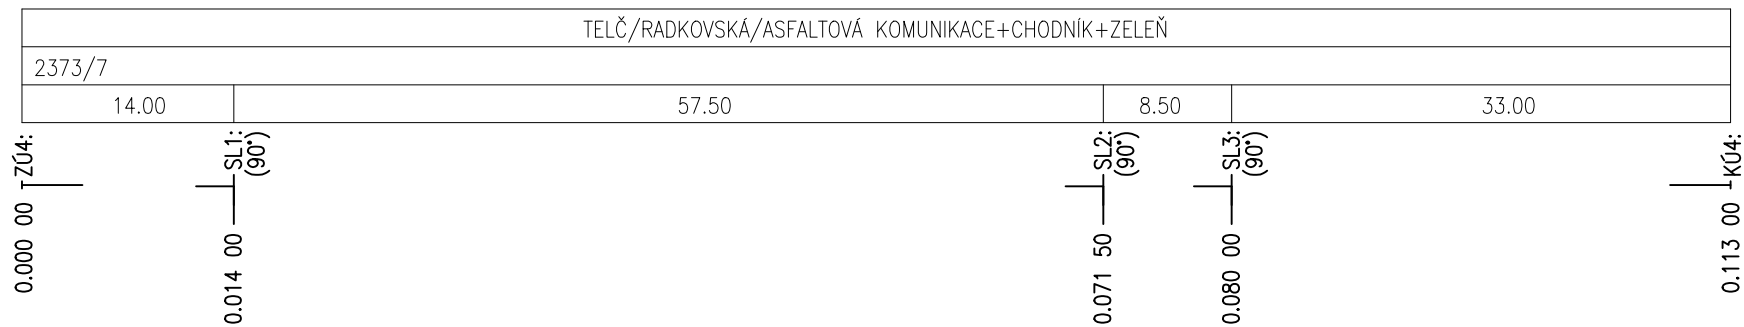 TELČ/RADKOVSKÁ/ASFALTOVÁ KOMUNIKACE+CHODNÍK+ZELEŇ
2373/7
14.00 57.50 8.50 33.00
ZÚ4:
0.000 00
SL1:
(90°)
0.014 00
SL2:
(90°)
0.071 50
SL3:
(90°)
0.080 00
KÚ4:
0.113 00